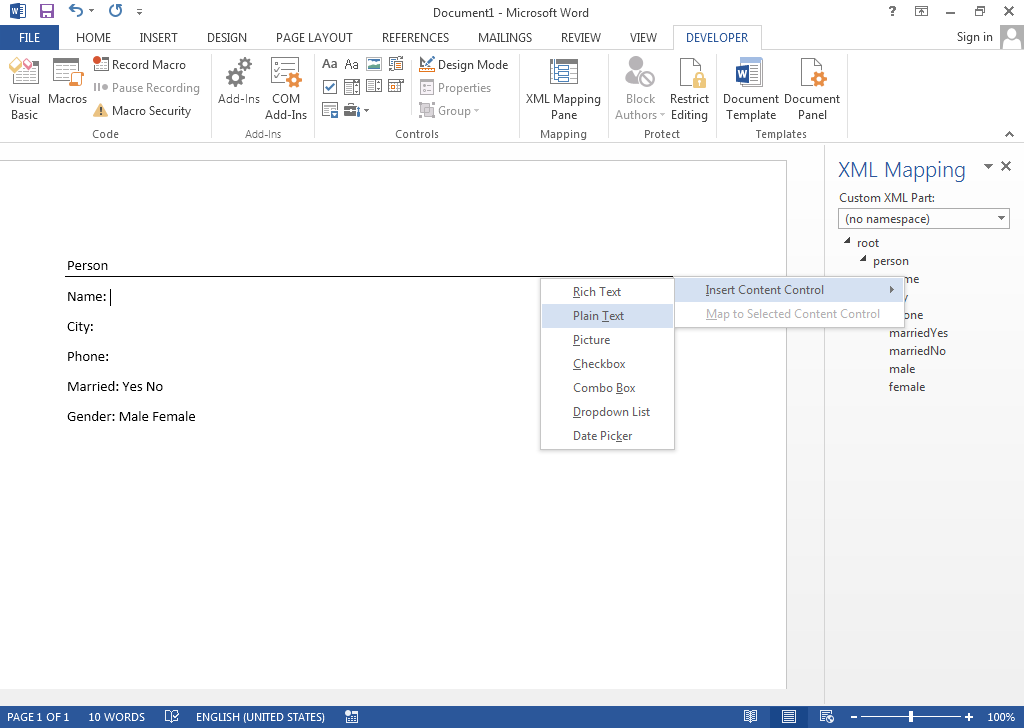 Document1 - Microsoft Word
FILE HOME INSERT DESIGN PAGE LAYOUT REFERENCES MAILINGS REVIEW VIEW DEVELOPER Sign in
Visual Basic
Macros
Record Macro
Pause Recording
Macro Security
Code
Add-Ins
COM Add-Ins
Add-Ins
Aa Aa
Design Mode
Properties
Group
Controls
XML Mapping Pane
Mapping
Block Authors
Restrict Editing
Protect
Document Template
Document Panel
Templates
Person
Name:
City:
Phone:
Married: Yes No
Gender: Male Female
Rich Text
Plain Text
Picture
Checkbox
Combo Box
Dropdown List
Date Picker
Insert Content Control
Map to Selected Content Control
XML Mapping
Custom XML Part:
(no namespace)
root
person
me
y
one
marriedYes
marriedNo
male
female
PAGE 1 OF 1 10 WORDS ENGLISH (UNITED STATES) 100%